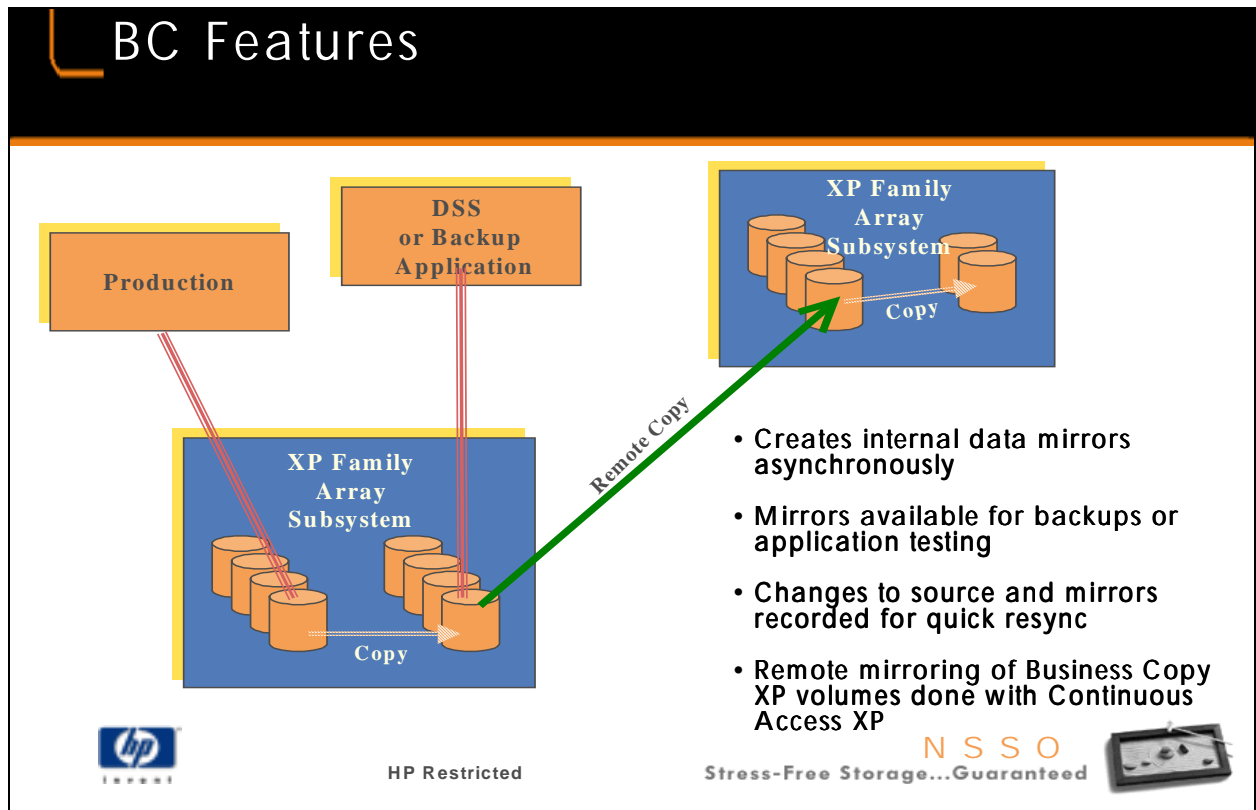 BC Features
Production
DSS
or Backup
Application
XP Family
Array
Subsystem
Copy
Remote Copy
XP Family
Array
Subsystem
Copy
• Creates internal data mirrors
asynchronously
• Mirrors available for backups or
application testing
• Changes to source and mirrors
recorded for quick resync
• Remote mirroring of Business Copy
XP volumes done with Continuous
Access XP
hp
invent
HP Restricted
NSSO
Stress-Free Storage...Guaranteed